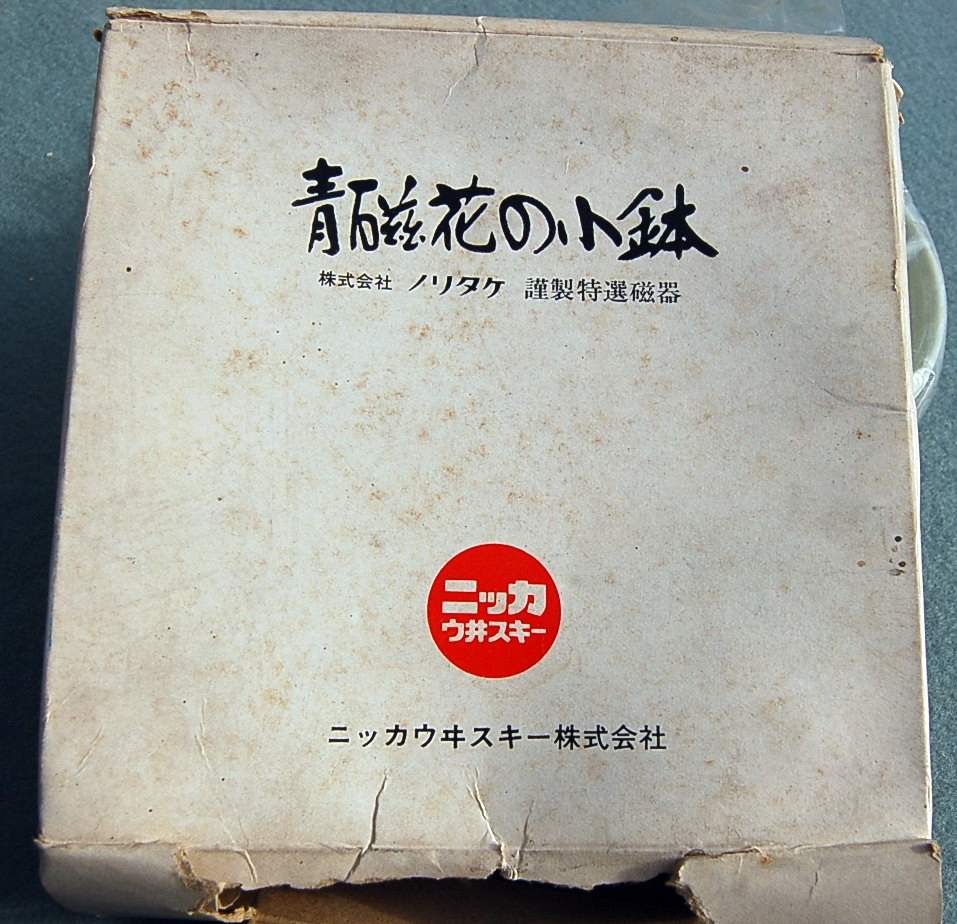 青磁花の小鉢
株式会社 ノリタケ 謹製特選磁器
ニッカ
ウ井スキー
ニッカウヰスキー株式会社